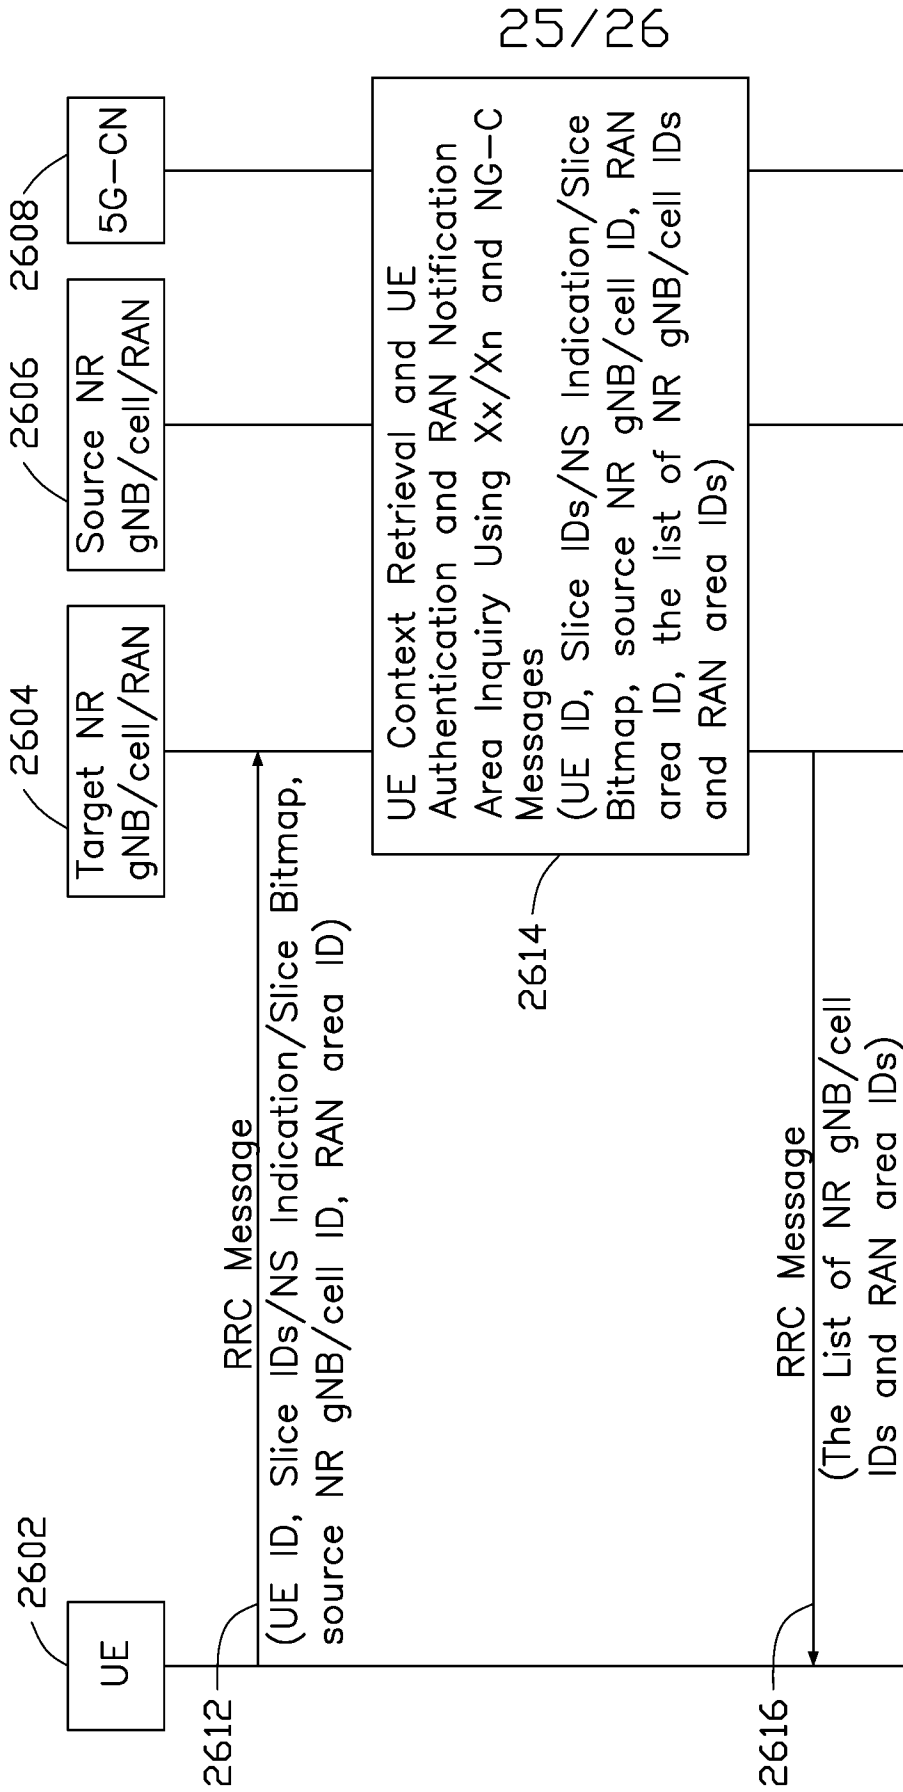 25/26
2602
UE
2604
Target NR
gNB/cell/RAN
2606
Source NR
gNB/cell/RAN
2608
5G-CN
2612
RRC Message
(UE ID, Slice IDs/NS Indication/Slice Bitmap,
source NR gNB/cell ID, RAN area ID)
2614
UE Context Retrieval and UE
Authentication and RAN Notification
Area Inquiry Using Xx/Xn and NG-C
Messages
(UE ID, Slice IDs/NS Indication/Slice
Bitmap, source NR gNB/cell ID, RAN
area ID, the list of NR gNB/cell IDs
and RAN area IDs)
2616
RRC Message
(The List of NR gNB/cell
IDs and RAN area IDs)